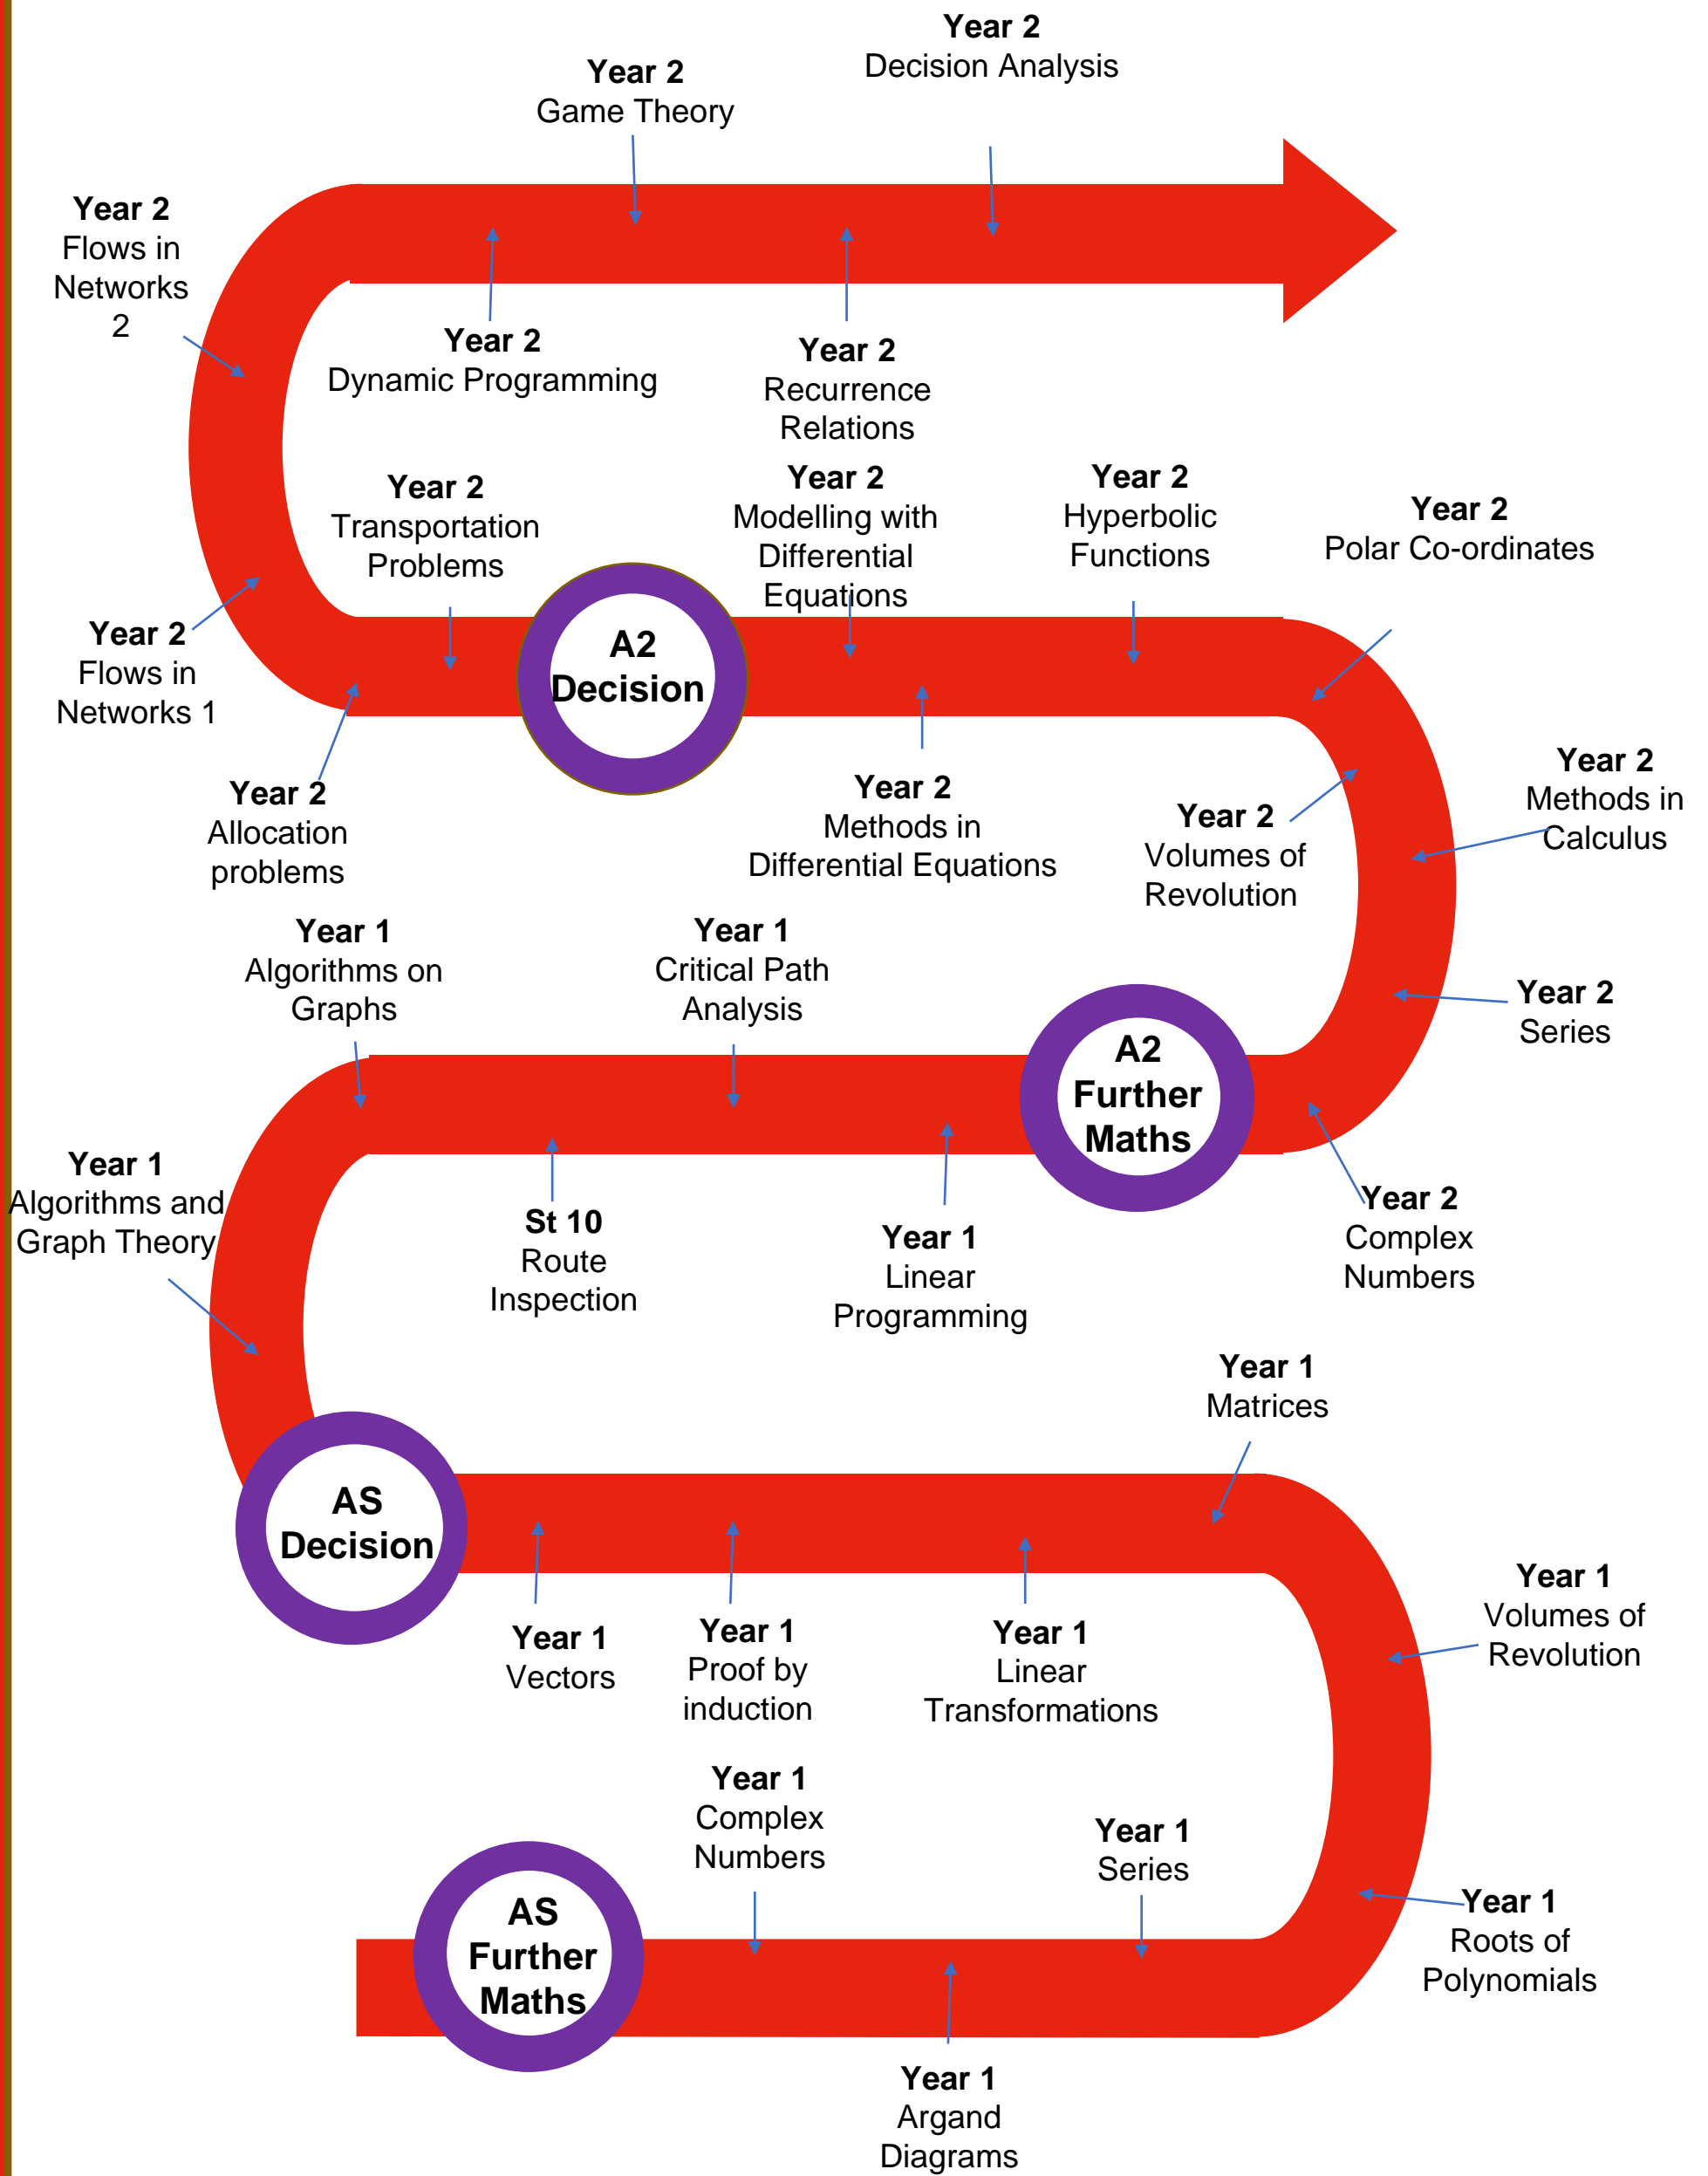 Year 2
Decision Analysis
Year 2
Game Theory
Year 2
Flows in
Networks
2
Year 2
Dynamic Programming
Year 2
Recurrence
Relations
Year 2
Transportation
Problems
Year 2
Modelling with
Differential
Equations
Year 2
Hyperbolic
Functions
Year 2
Polar Co-ordinates
A2
Decision
Year 2
Flows in
Networks 1
Year 2
Allocation
problems
Year 2
Methods in
Differential Equations
Year 2
Volumes of
Revolution
Year 2
Methods in
Calculus
Year 1
Algorithms on
Graphs
Year 1
Critical Path
Analysis
Year 2
Series
A2
Further
Maths
Year 1
Algorithms and
Graph Theory
St 10
Route
Inspection
Year 1
Linear
Programming
Year 2
Complex
Numbers
Year 1
Matrices
AS
Decision
Year 1
Vectors
Year 1
Proof by
induction
Year 1
Linear
Transformations
Year 1
Volumes of
Revolution
Year 1
Complex
Numbers
Year 1
Series
Year 1
Roots of
Polynomials
AS
Further
Maths
Year 1
Argand
Diagrams